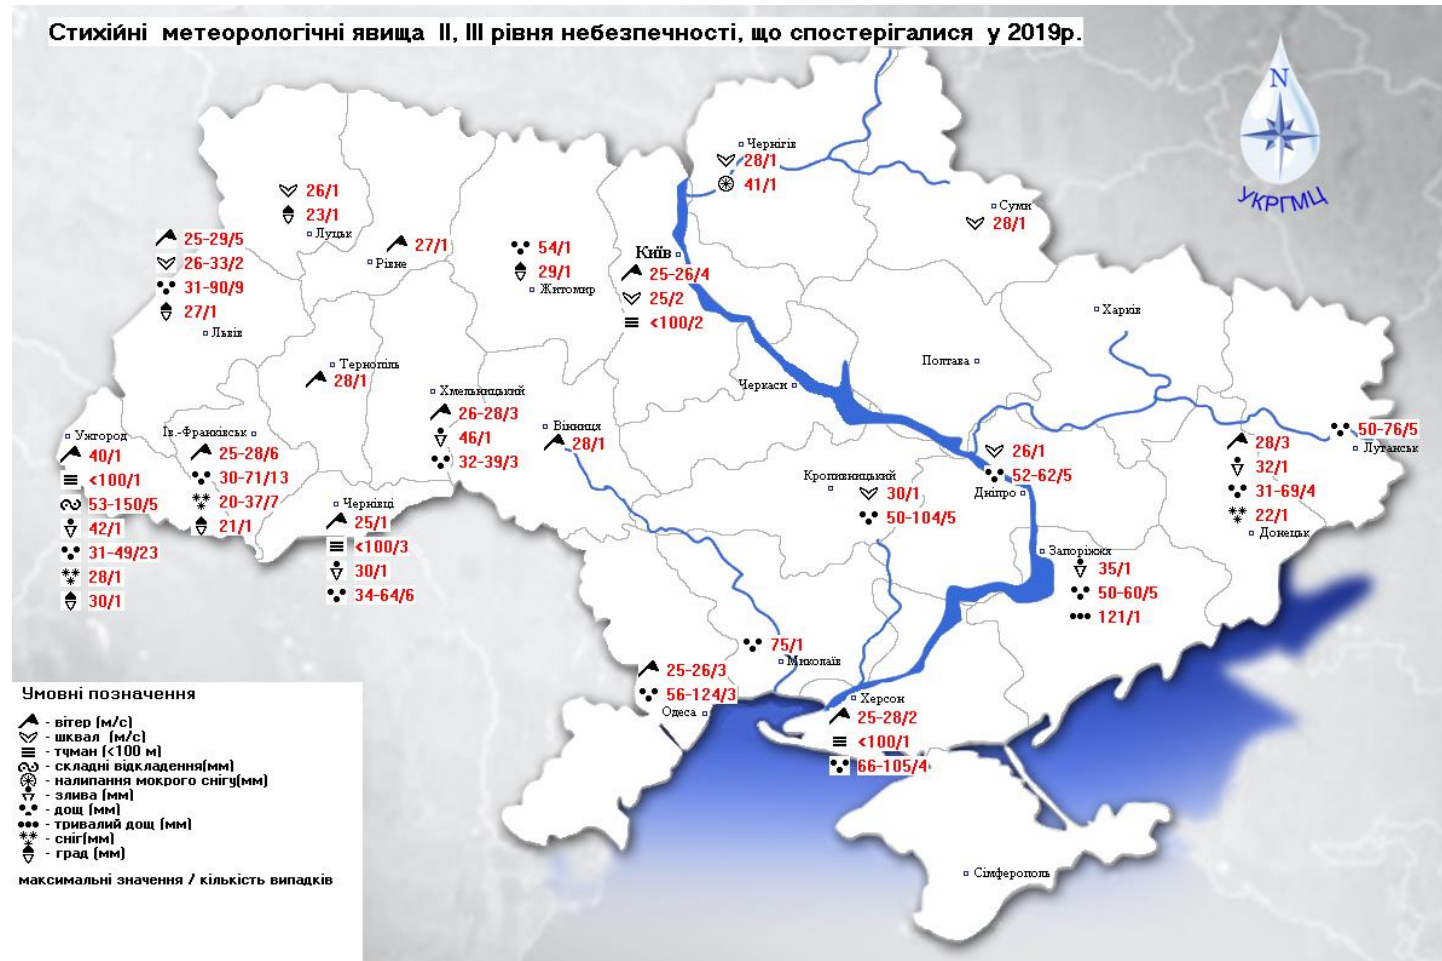 Стихійні метеорологічні явища ІІ, ІІІ рівня небезпечності, що спостерігалися у 2019р.
N
УКРГМЦ
Чернігів
28/1
41/1
Суми
28/1
26/1
23/1
Луцьк
25-29/5
26-33/2
31-90/9
27/1
Львів
27/1
Рівне
54/1
29/1
Житомир
Київ
25-26/4
25/2
<100/2
Харків
Полтава
Черкаси
Тернопіль
28/1
Хмельницький
26-28/3
46/1
32-39/3
Вінниця
28/1
Ужгород
40/1
<100/1
53-150/5
42/1
31-49/23
28/1
30/1
Ів.-Франківськ
25-28/6
30-71/13
20-37/7
21/1
Чернівці
25/1
<100/3
30/1
34-64/6
Кропивницький
30/1
50-104/5
26/1
52-62/5
Дніпро
50-76/5
Луганськ
28/3
32/1
31-69/4
22/1
Донецьк
Запоріжжя
35/1
50-60/5
121/1
75/1
Миколаїв
25-26/3
56-124/3
Одеса
Херсон
25-28/2
<100/1
66-105/4
Сімферополь
Умовні позначення
- вітер (м/с)
- шквал (м/с)
- туман (<100 м)
- складні відкладення(мм)
- налипання мокрого снігу(мм)
- злива (мм)
- дощ (мм)
- тривалий дощ (мм)
- сніг(мм)
- град (мм)
максимальні значення / кількість випадків